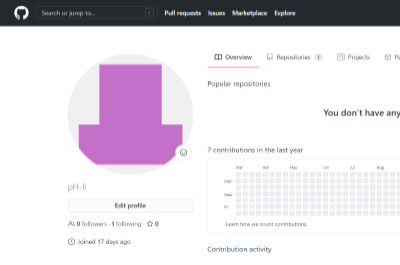 Search or jump to... /
Pull requests Issues Marketplace Explore
Overview Repositories 1 Projects
Popular repositories
You don't have any
7 contributions in the last year
Mar Apr May Jun Jul Aug
Mon
Wed
Fri
Learn how we count contributions.
pH-li
Edit profile
0 followers · 1 following · 0
Joined 17 days ago
Contribution activity